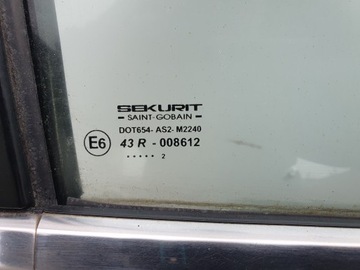 SEKURIT
SAINT-GOBAIN
DOT654- AS2- M2240
E6 43 R - 008612
····· 2